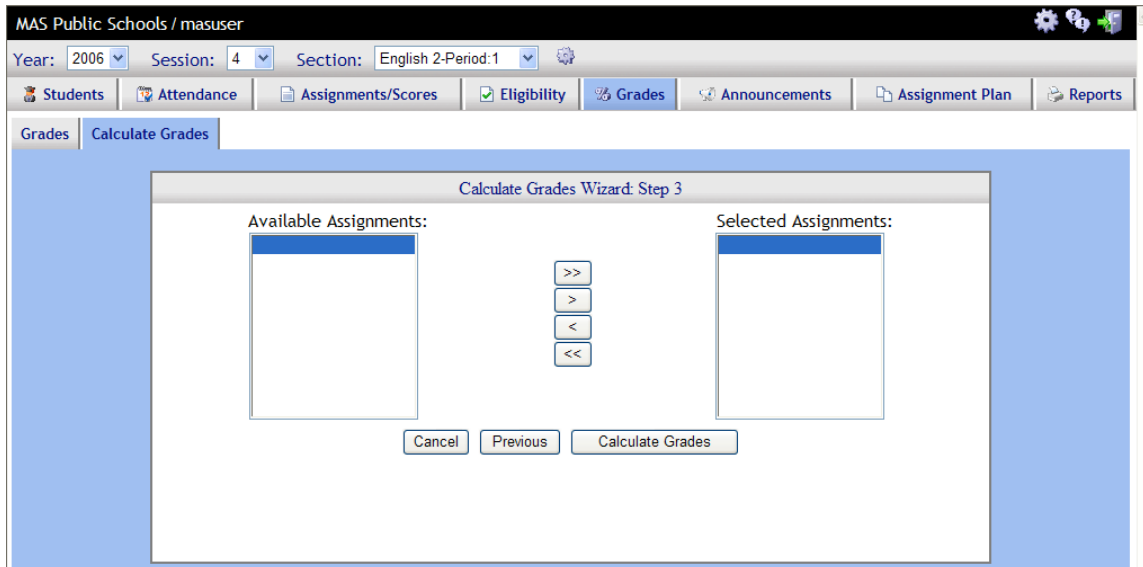 MAS Public Schools / masuser
Year: 2006 Session: 4 Section: English 2-Period:1
Students Attendance Assignments/Scores Eligibility Grades Announcements Assignment Plan Reports
Grades Calculate Grades
Calculate Grades Wizard: Step 3
Available Assignments: Selected Assignments:
>>
>
<
<<
Cancel Previous Calculate Grades